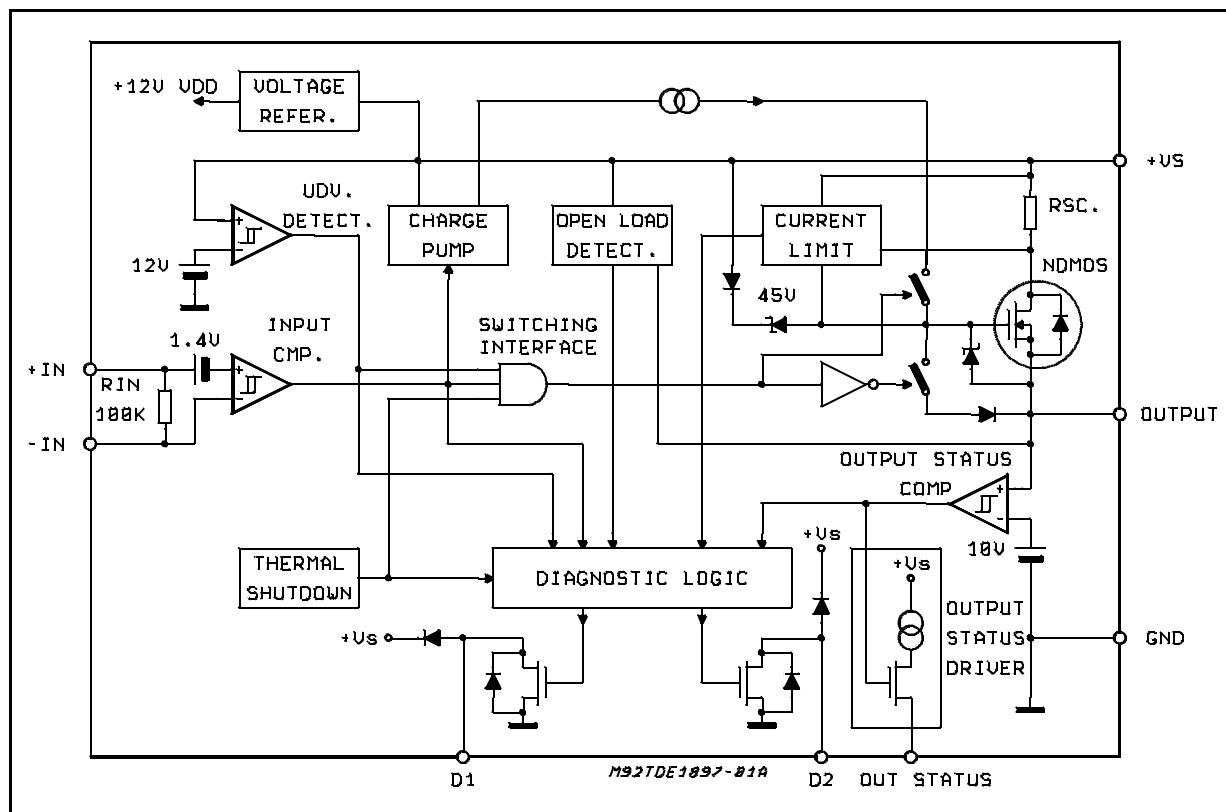 +12V VDD
VOLTAGE
REFER.
+VS
UDV.
DETECT.
CHARGE
PUMP
OPEN LOAD
DETECT.
CURRENT
LIMIT
RSC.
12V
45V
NDMOS
1.4V
INPUT
CMP.
SWITCHING
INTERFACE
+IN
RIN
100K
-IN
OUTPUT
OUTPUT STATUS
COMP
10V
THERMAL
SHUTDOWN
DIAGNOSTIC LOGIC
+Vs
+Vs
+Vs
OUTPUT
STATUS
DRIVER
GND
D1
M92TDE1897-01A
D2
OUT STATUS